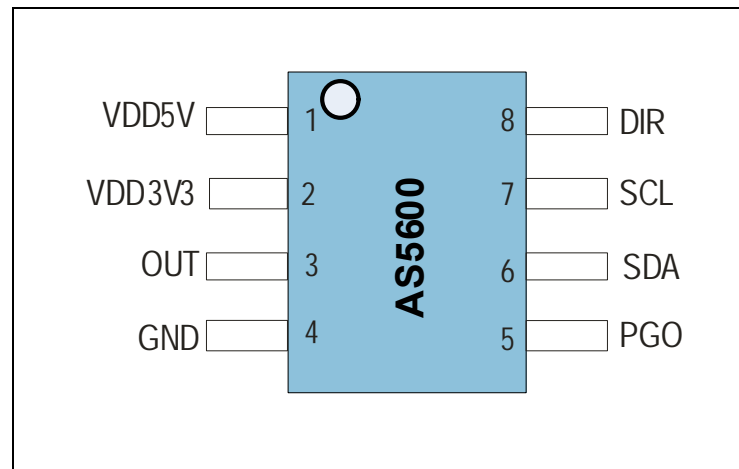 VDD5V 1 8 DIR
VDD3V3 2 7 SCL
OUT 3 6 SDA
GND 4 5 PGO
AS5600